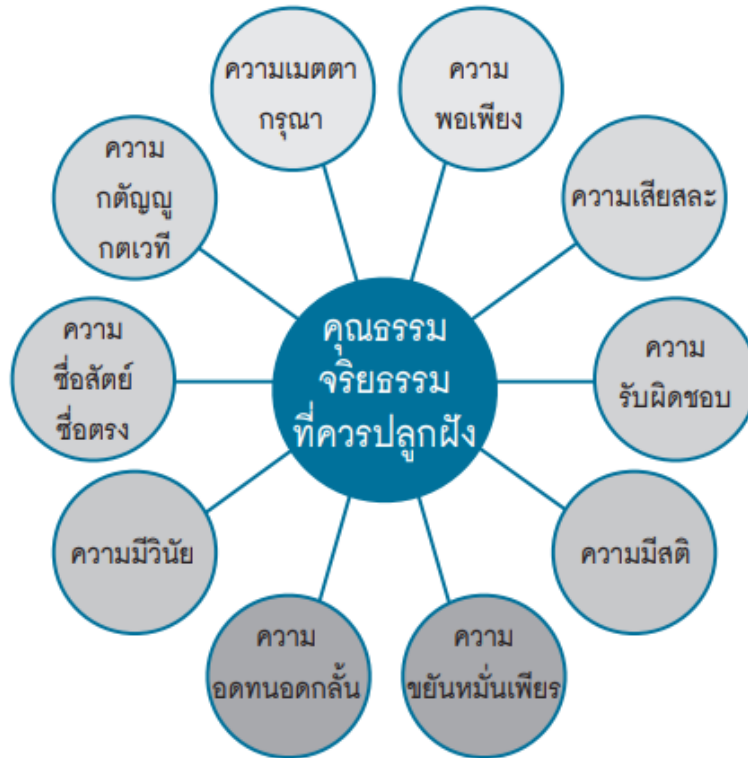 ความเมตตา
กรุณา
ความ
พอเพียง
ความ
กตัญญู
กตเวที
ความเสียสละ
ความ
ซื่อสัตย์
ซื่อตรง
คุณธรรม
จริยธรรม
ที่ควรปลูกฝัง
ความ
รับผิดชอบ
ความมีวินัย
ความมีสติ
ความ
อดทนอดกลั้น
ความ
ขยันหมั่นเพียร